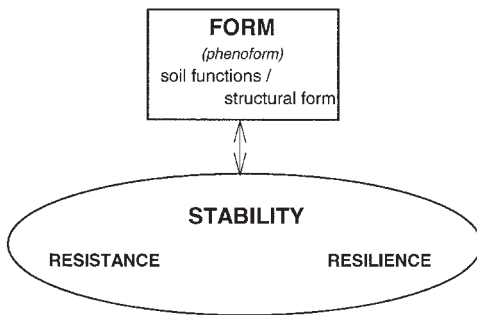 FORM
(phenoform)
soil functions /
structural form
STABILITY
RESISTANCE RESILIENCE